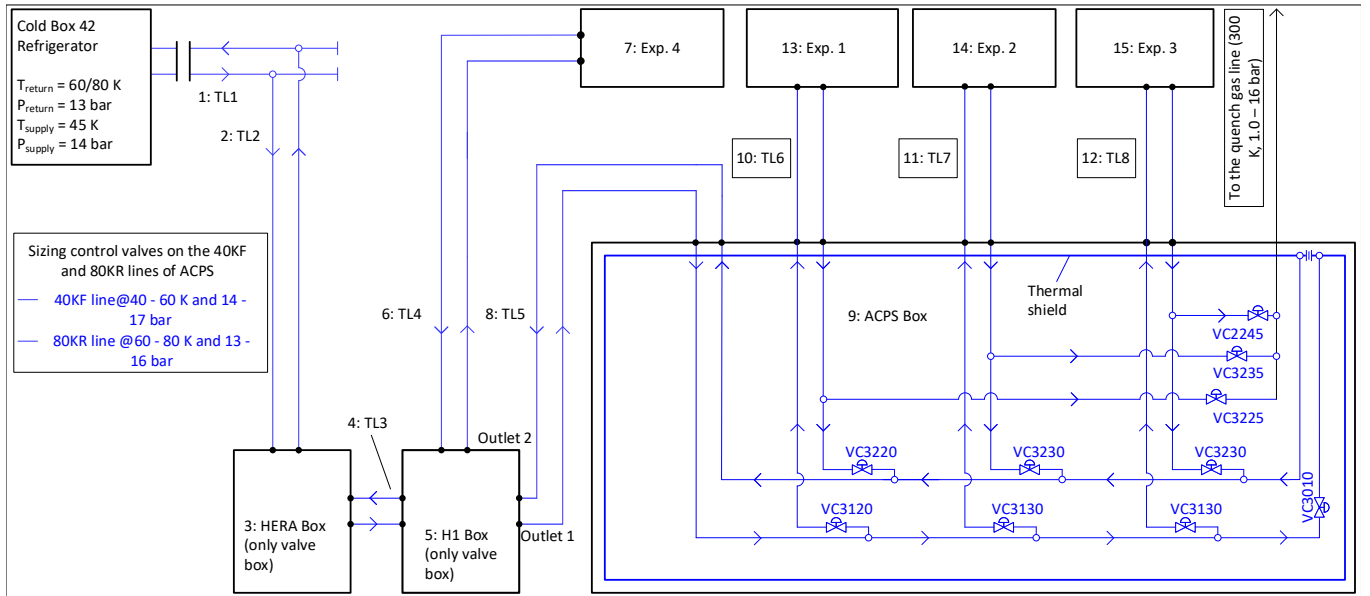 Cold Box 42
Refrigerator
Treturn = 60/80 K
Preturn = 13 bar
Tsupply = 45 K
Psupply = 14 bar
1: TL1
2: TL2
7: Exp. 4
13: Exp. 1
14: Exp. 2
15: Exp. 3
To the quench gas line (300
K, 1.0 – 16 bar)
10: TL6
11: TL7
12: TL8
Sizing control valves on the 40KF
and 80KR lines of ACPS
40KF line@40 - 60 K and 14 -
17 bar
80KR line @60 - 80 K and 13 -
16 bar
6: TL4
8: TL5
9: ACPS Box
Thermal
shield
VC2245
VC3235
VC3225
4: TL3
Outlet 2
VC3220
VC3230
VC3230
VC3010
3: HERA Box
(only valve
box)
5: H1 Box
(only valve
box)
Outlet 1
VC3120
VC3130
VC3130